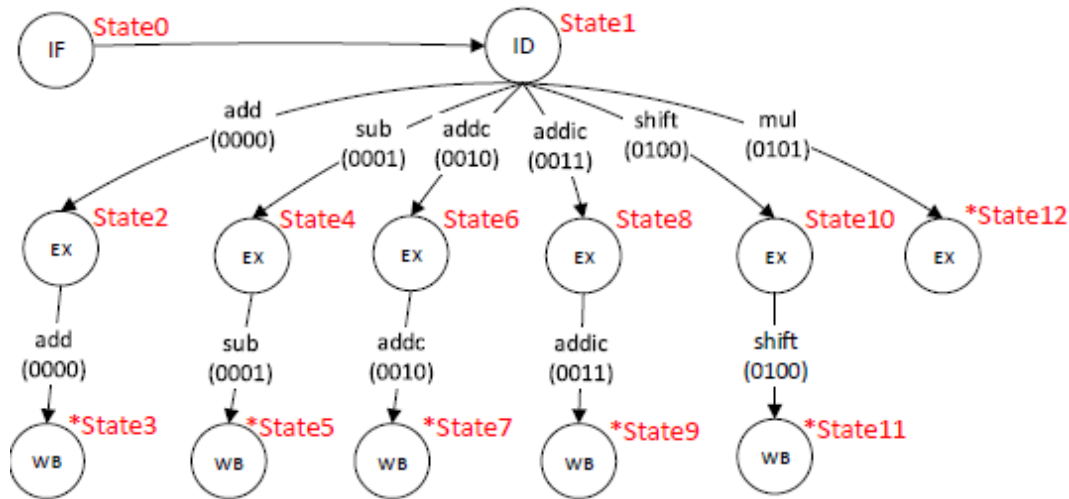 IF State0
ID State1
add
(0000)
sub
(0001)
addc
(0010)
addic
(0011)
shift
(0100)
mul
(0101)
EX State2
EX State4
EX State6
EX State8
EX State10
EX *State12
add
(0000)
sub
(0001)
addc
(0010)
addic
(0011)
shift
(0100)
WB *State3
WB *State5
WB *State7
WB *State9
WB *State11